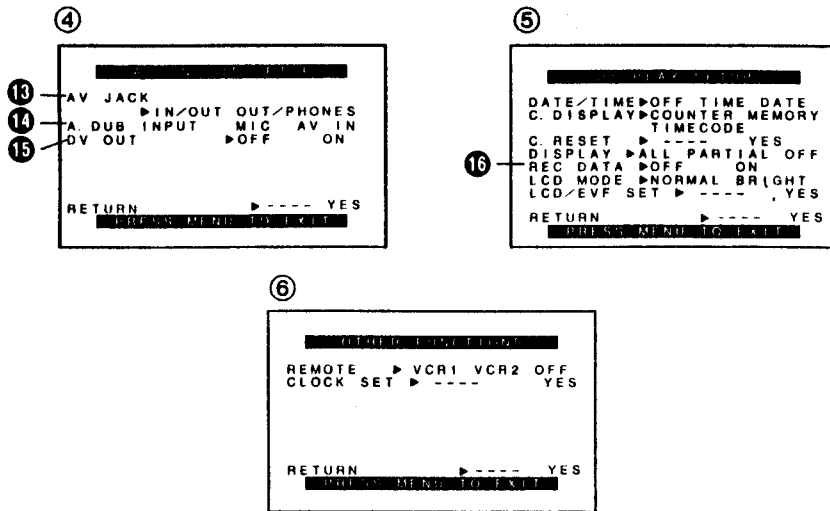 ④
⑬ AV JACK
▶IN/OUT OUT/PHONES
⑭ A. DUB INPUT MIC AV IN
⑮ DV OUT ▶OFF ON
RETURN ▶---- YES
PRESS MENU TO EXIT
⑤
DATE/TIME▶OFF TIME DATE
C. DISPLAY▶COUNTER MEMORY
TIMECODE
C. RESET ▶ ---- YES
DISPLAY ▶ALL PARTIAL OFF
⑯ REC DATA ▶OFF ON
LCD MODE ▶NORMAL BRIGHT
LCD/EVF SET ▶ ---- YES
RETURN ▶---- YES
PRESS MENU TO EXIT
⑥
OTHER FUNCTIONS
REMOTE ▶ VCR1 VCR2 OFF
CLOCK SET ▶ ---- YES
RETURN ▶---- YES
PRESS MENU TO EXIT